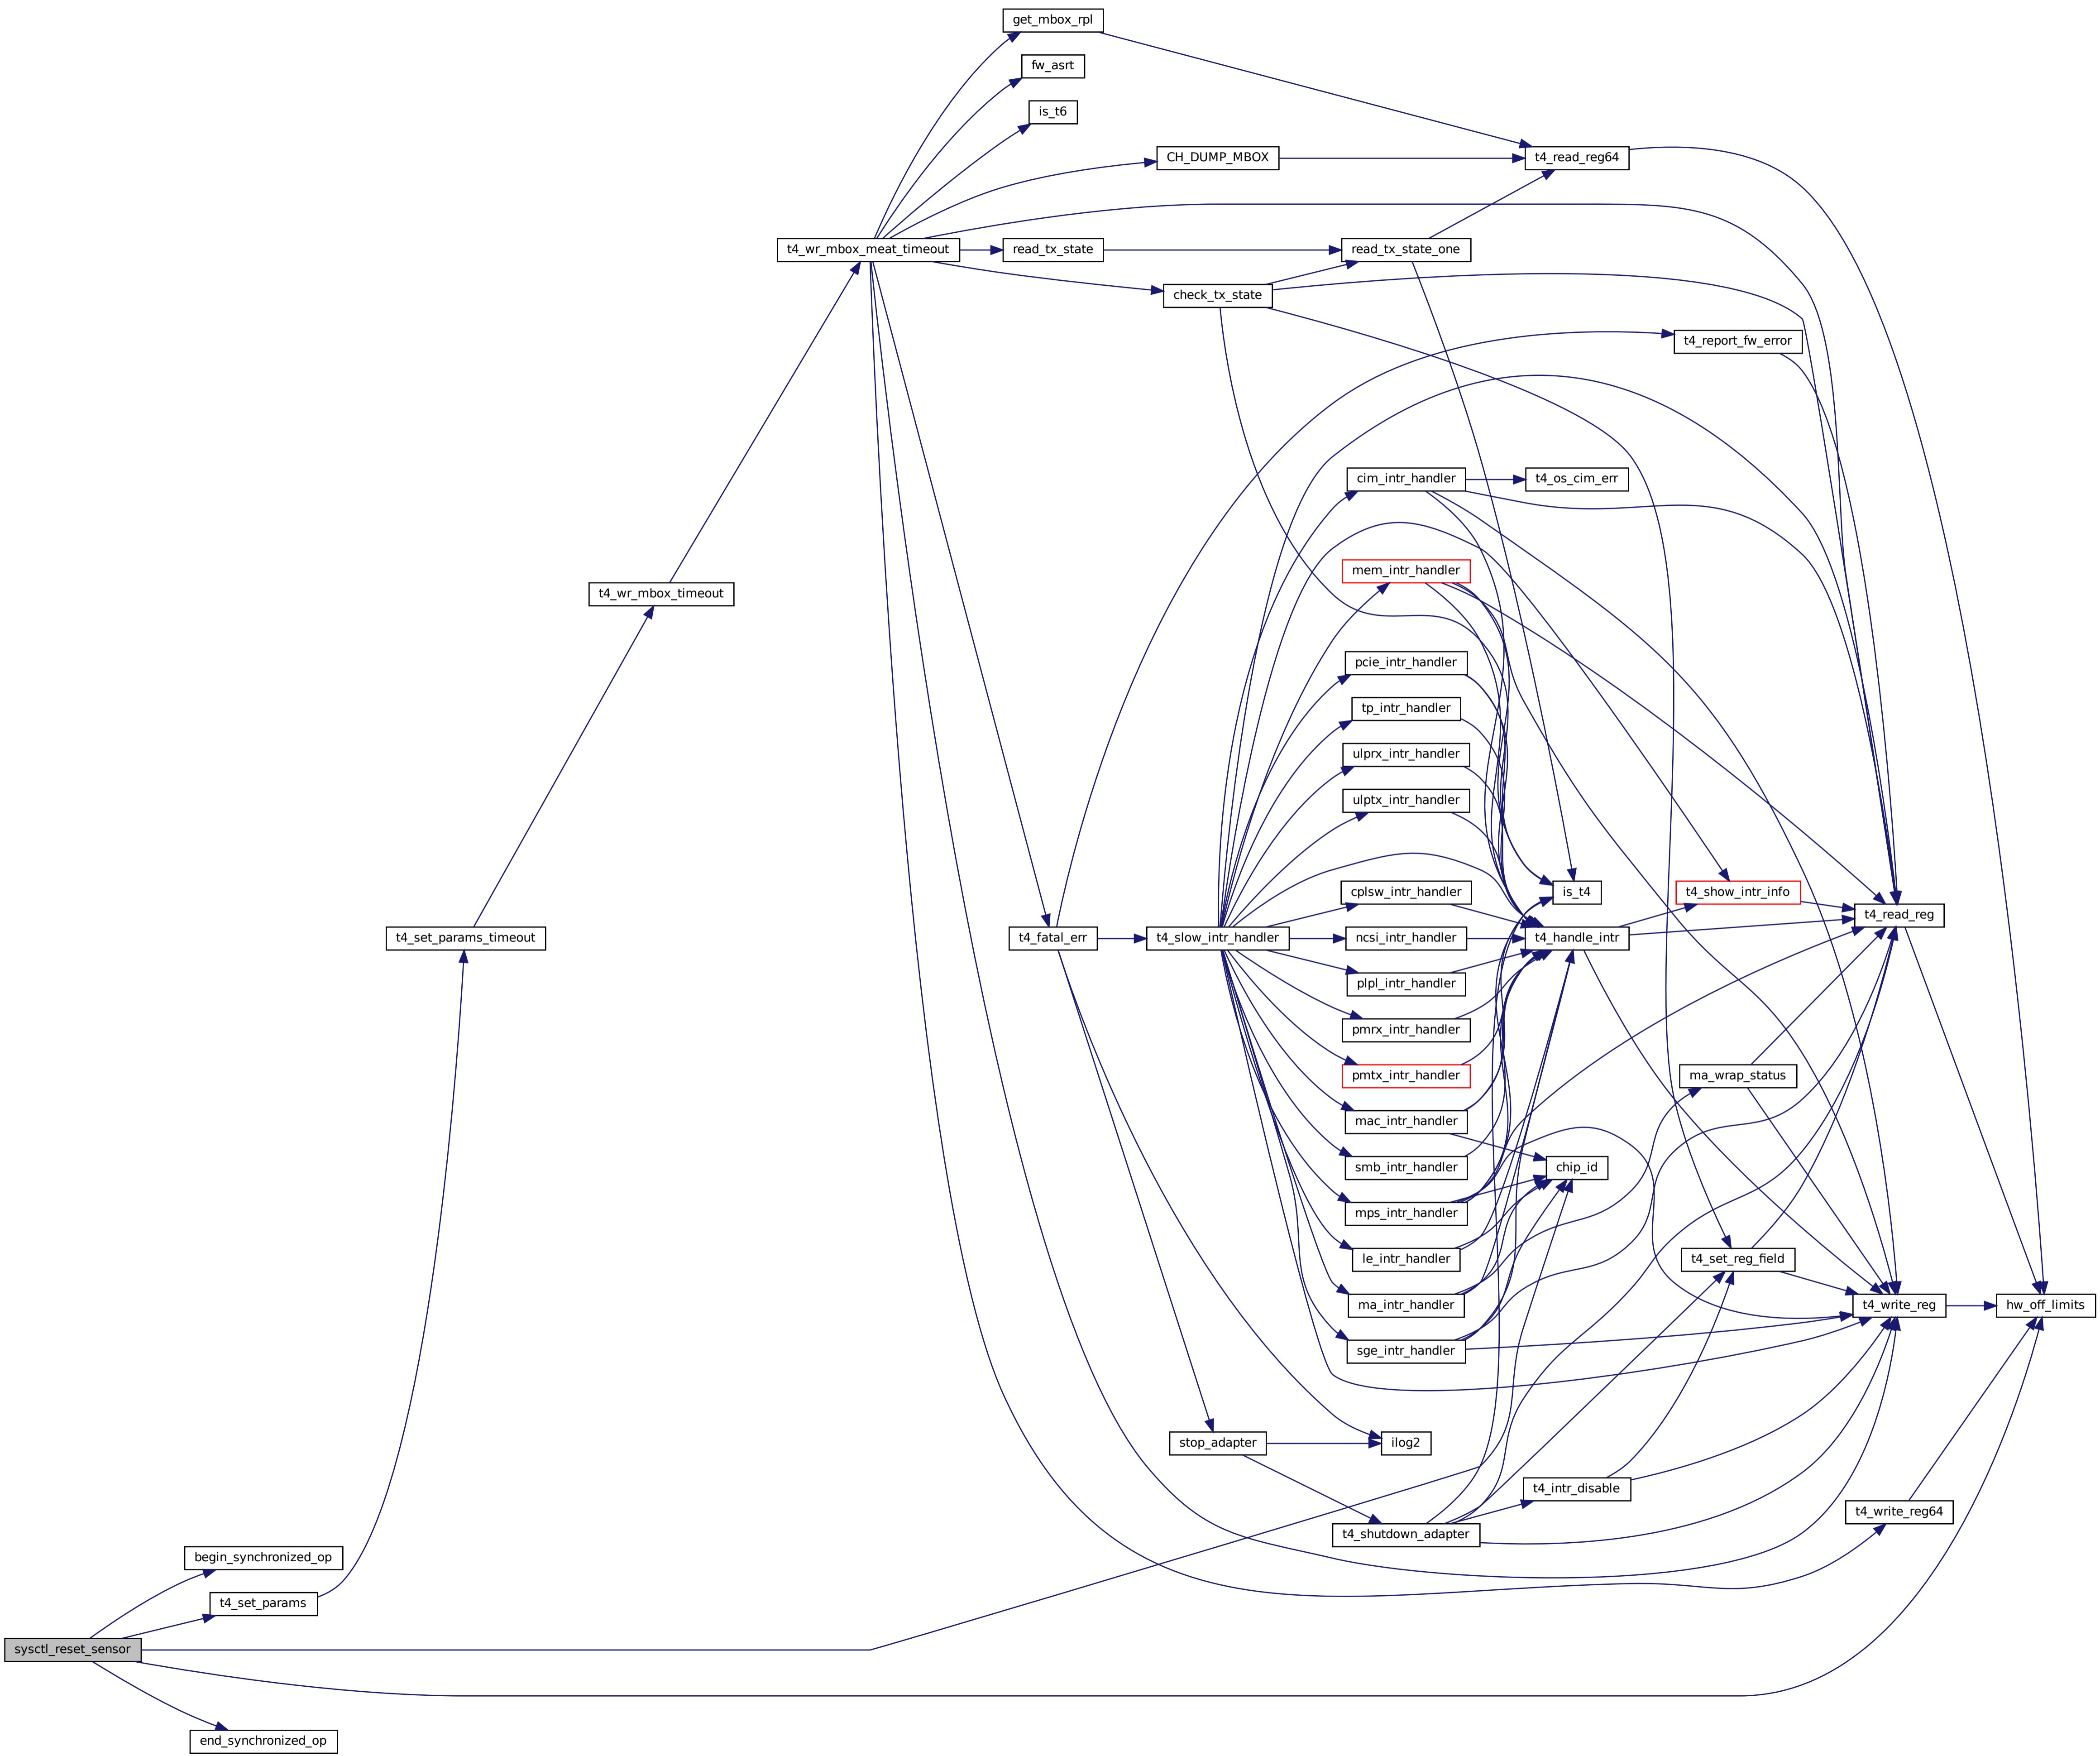 get_mbox_rpl
fw_asrt
is_t6
CH_DUMP_MBOX
t4_read_reg64
t4_wr_mbox_meat_timeout
read_tx_state
read_tx_state_one
check_tx_state
t4_report_fw_error
cim_intr_handler
t4_os_cim_err
mem_intr_handler
t4_wr_mbox_timeout
pcie_intr_handler
tp_intr_handler
ulprx_intr_handler
ulptx_intr_handler
cplsw_intr_handler
is_t4
t4_show_intr_info
t4_read_reg
t4_set_params_timeout
t4_fatal_err
t4_slow_intr_handler
ncsi_intr_handler
t4_handle_intr
plpl_intr_handler
pmrx_intr_handler
pmtx_intr_handler
ma_wrap_status
mac_intr_handler
smb_intr_handler
chip_id
mps_intr_handler
le_intr_handler
t4_set_reg_field
ma_intr_handler
t4_write_reg
hw_off_limits
sge_intr_handler
stop_adapter
ilog2
t4_intr_disable
t4_write_reg64
t4_shutdown_adapter
begin_synchronized_op
t4_set_params
sysctl_reset_sensor
end_synchronized_op